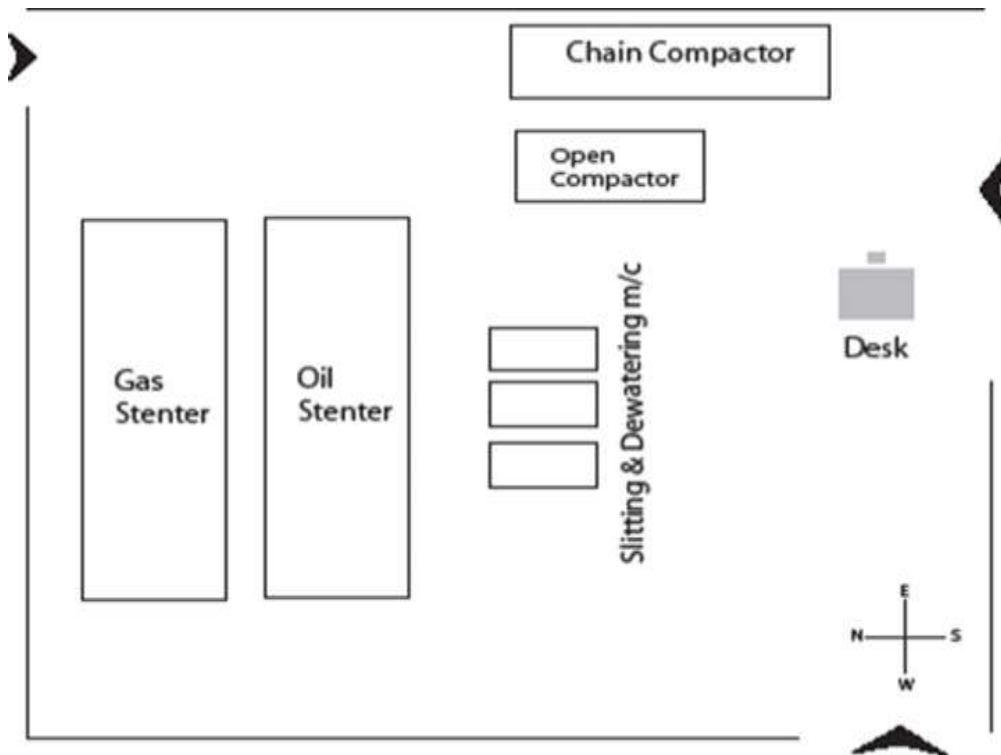 Chain Compactor
Open
Compactor
Slitting & Dewatering m/c
Desk
Gas
Stenter
Oil
Stenter
E
N
S
W